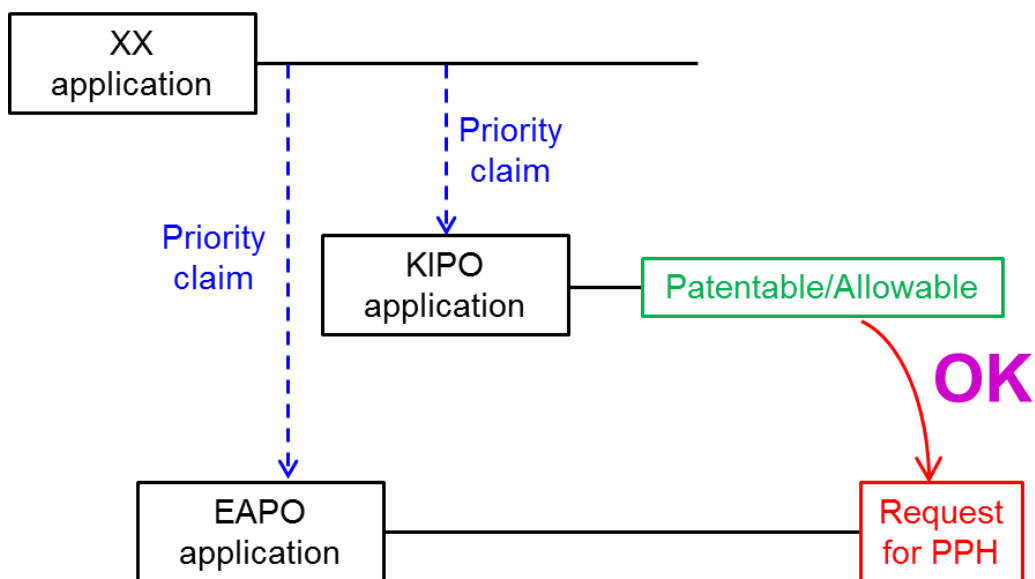 XX
application
Priority
claim
Priority
claim
KIPO
application
Patentable/Allowable
OK
EAPO
application
Request
for PPH